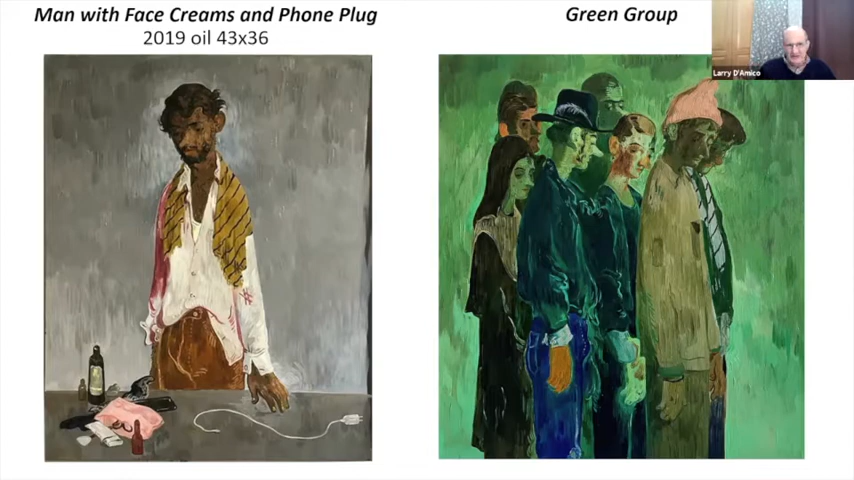 Man with Face Creams and Phone Plug
2019 oil 43x36
Green Group
Larry D'Amico